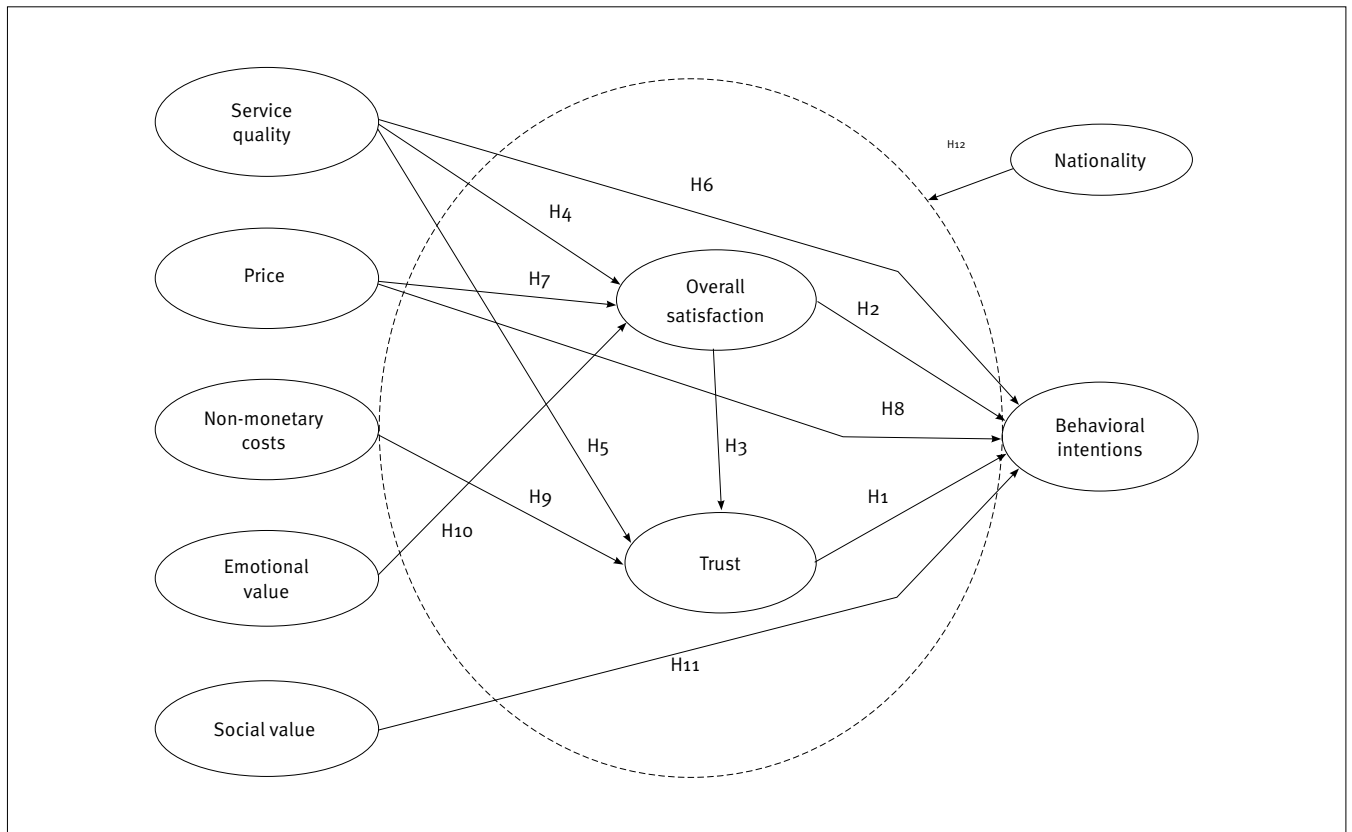 Service
quality
H12
Nationality
H6
H4
Price
H7
Overall
satisfaction
H2
Non-monetary
costs
H8
Behavioral
intentions
H5
H3
H9
H1
H10
Emotional
value
Trust
H11
Social value